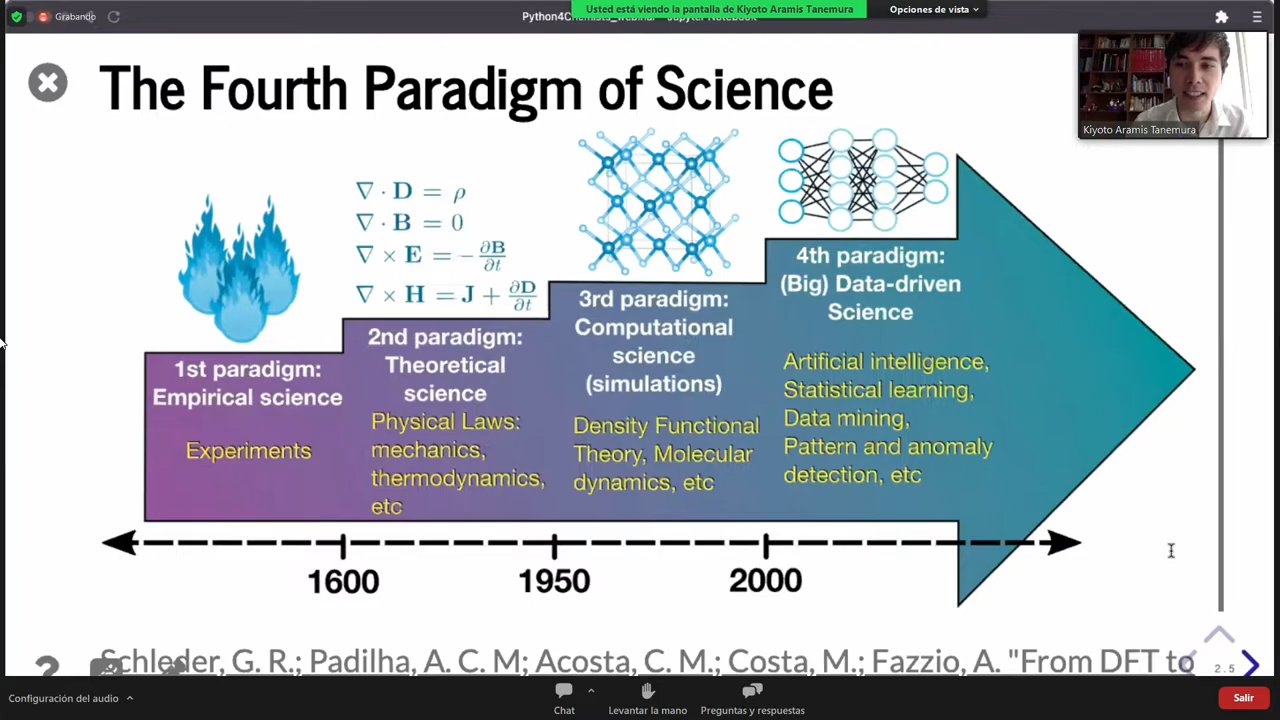 Grabando
Python4Chemists_webinar - Jupyter Notebook
Usted está viendo la pantalla de Kiyoto Aramis Tanemura
Opciones de vista
The Fourth Paradigm of Science
Kiyoto Aramis Tanemura
∇ · D = ρ
∇ · B = 0
∇ × E = −∂B/∂t
∇ × H = J + ∂D/∂t
1st paradigm:
Empirical science
Experiments
2nd paradigm:
Theoretical
science
Physical Laws:
mechanics,
thermodynamics,
etc
3rd paradigm:
Computational
science
(simulations)
Density Functional
Theory, Molecular
dynamics, etc
4th paradigm:
(Big) Data-driven
Science
Artificial intelligence,
Statistical learning,
Data mining,
Pattern and anomaly
detection, etc
1600
1950
2000
Schleder, G. R.; Padilha, A. C. M; Acosta, C. M.; Costa, M.; Fazzio, A. "From DFT to
2.5
Configuración del audio
Chat
Levantar la mano
Preguntas y respuestas
Salir